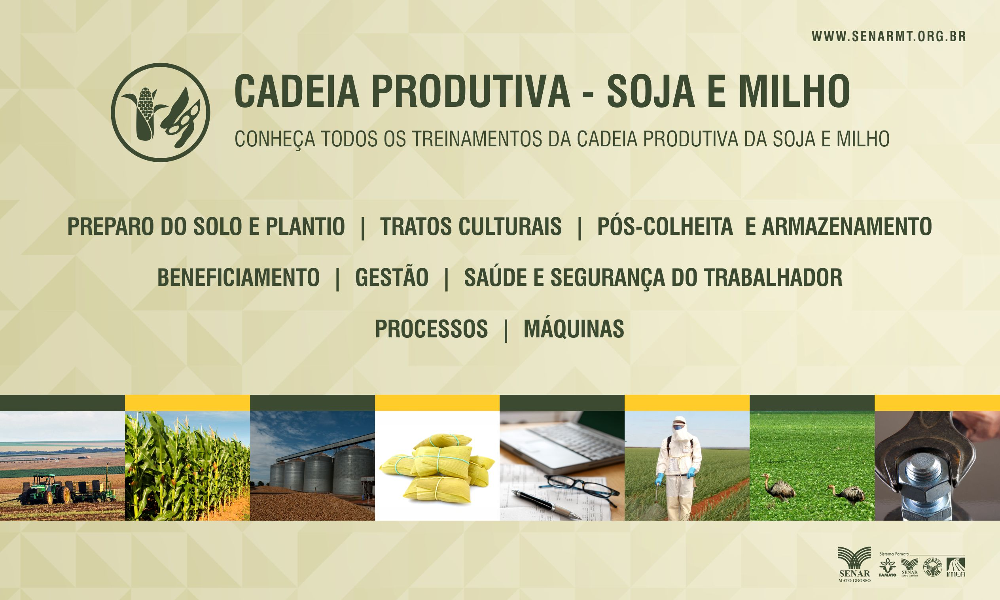 WWW.SENARMT.ORG.BR
CADEIA PRODUTIVA - SOJA E MILHO
CONHEÇA TODOS OS TREINAMENTOS DA CADEIA PRODUTIVA DA SOJA E MILHO
PREPARO DO SOLO E PLANTIO | TRATOS CULTURAIS | PÓS-COLHEITA E ARMAZENAMENTO
BENEFICIAMENTO | GESTÃO | SAÚDE E SEGURANÇA DO TRABALHADOR
PROCESSOS | MÁQUINAS
Sistema Famato
SENAR
MATO GROSSO
FAMATO
SENAR
MATO GROSSO
SINDICATOS
RURAIS
IMEA